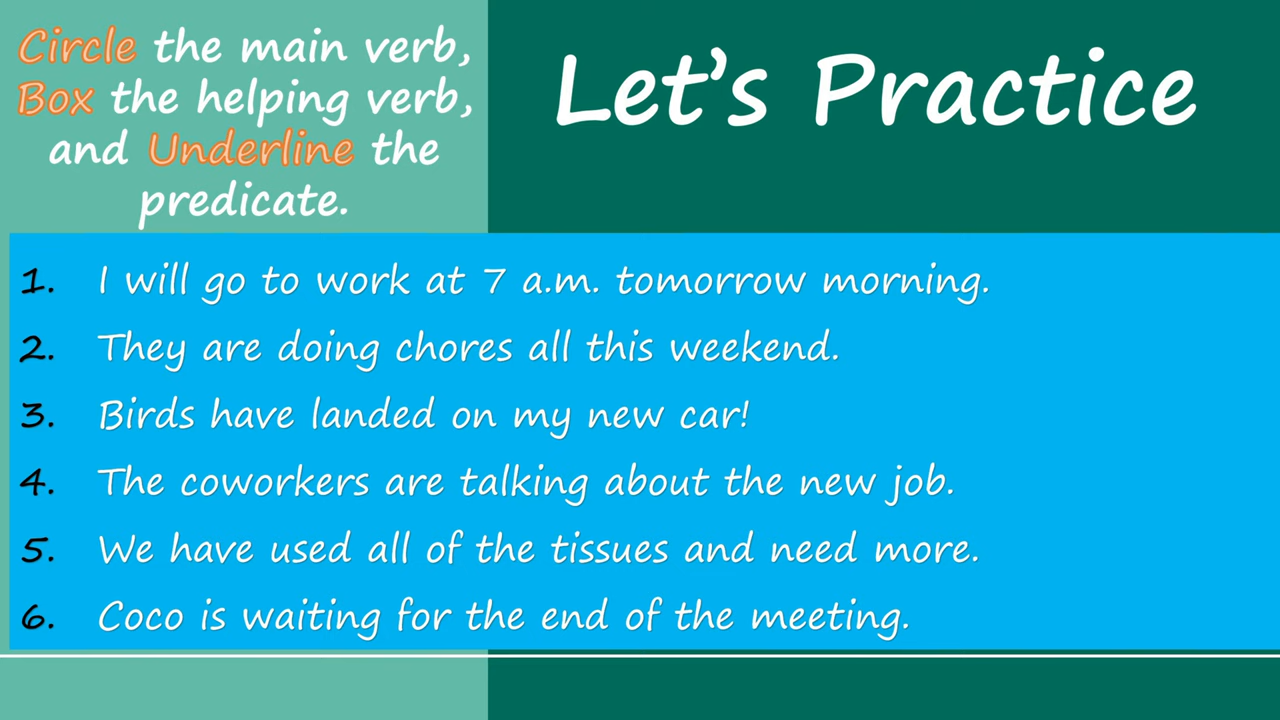 Circle the main verb,
Box the helping verb,
and Underline the
predicate.
Let's Practice
1. I will go to work at 7 a.m. tomorrow morning.
2. They are doing chores all this weekend.
3. Birds have landed on my new car!
4. The coworkers are talking about the new job.
5. We have used all of the tissues and need more.
6. Coco is waiting for the end of the meeting.